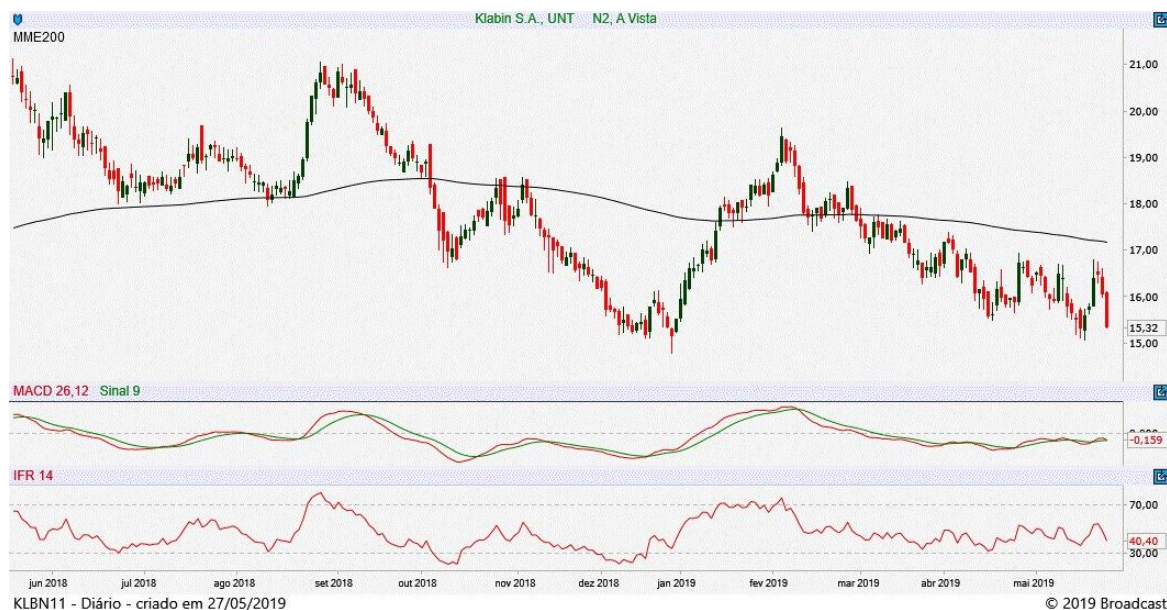 Klabin S.A., UNT N2, A Vista
MME200
21,00
20,00
19,00
18,00
17,00
16,00
15,32
15,00
MACD 26,12 Sinal 9
-0,159
IFR 14
70,00
40,40
30,00
jun 2018 jul 2018 ago 2018 set 2018 out 2018 nov 2018 dez 2018 jan 2019 fev 2019 mar 2019 abr 2019 mai 2019
KLBN11 - Diário - criado em 27/05/2019 © 2019 Broadcast